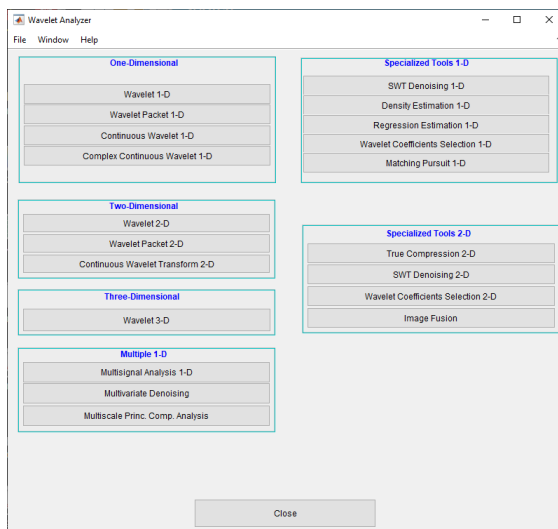 Wavelet Analyzer
File Window Help
One-Dimensional
Wavelet 1-D
Wavelet Packet 1-D
Continuous Wavelet 1-D
Complex Continuous Wavelet 1-D
Two-Dimensional
Wavelet 2-D
Wavelet Packet 2-D
Continuous Wavelet Transform 2-D
Three-Dimensional
Wavelet 3-D
Multiple 1-D
Multisignal Analysis 1-D
Multivariate Denoising
Multiscale Princ. Comp. Analysis
Specialized Tools 1-D
SWT Denoising 1-D
Density Estimation 1-D
Regression Estimation 1-D
Wavelet Coefficients Selection 1-D
Matching Pursuit 1-D
Specialized Tools 2-D
True Compression 2-D
SWT Denoising 2-D
Wavelet Coefficients Selection 2-D
Image Fusion
Close